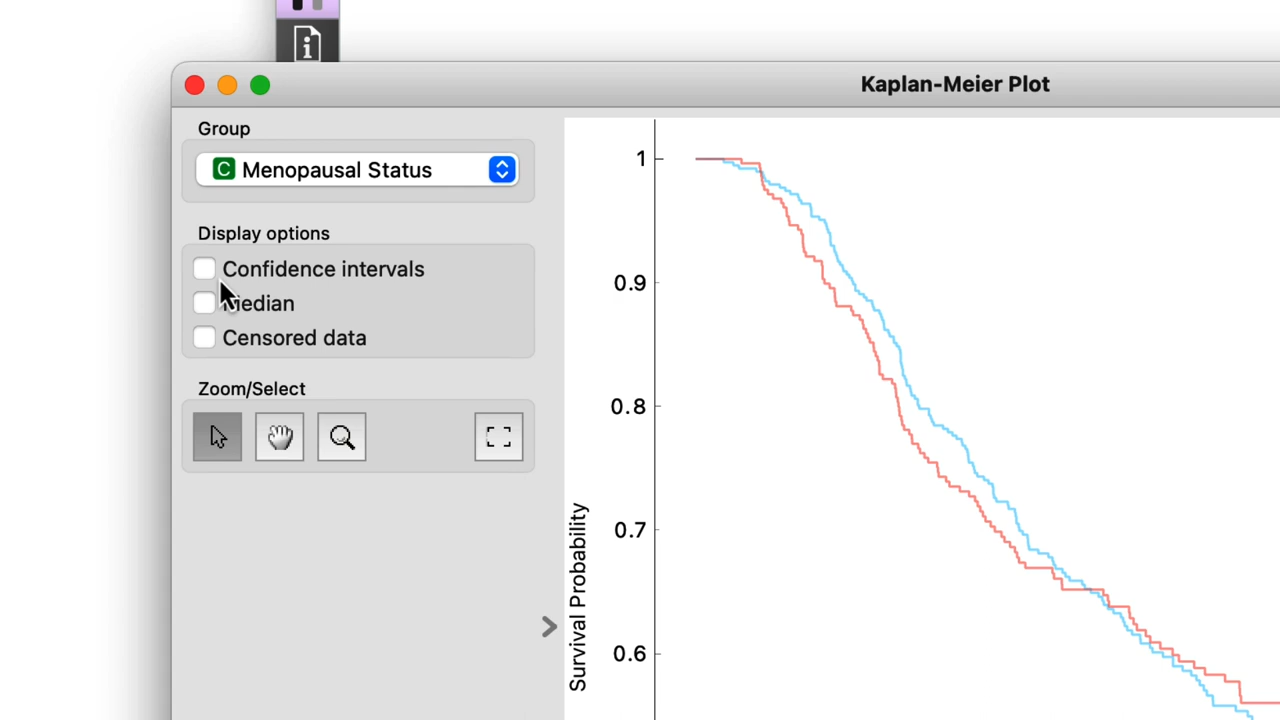 Kaplan-Meier Plot
Group
C Menopausal Status
Display options
Confidence intervals
Median
Censored data
Zoom/Select
1
0.9
0.8
0.7
0.6
Survival Probability